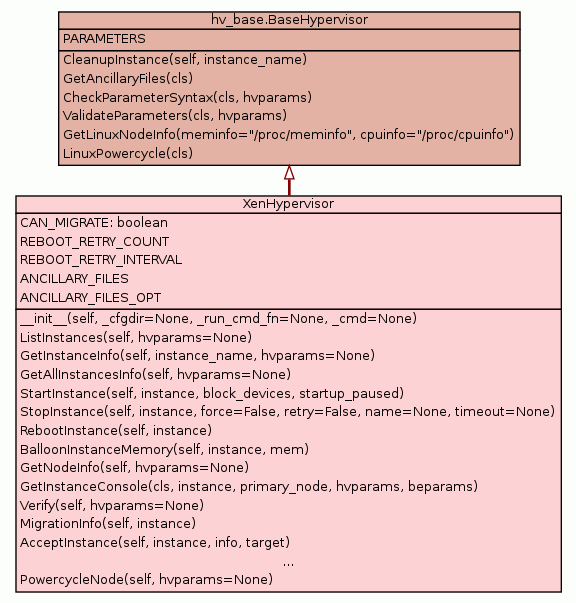 hv_base.BaseHypervisor
PARAMETERS
CleanupInstance(self, instance_name)
GetAncillaryFiles(cls)
CheckParameterSyntax(cls, hvparams)
ValidateParameters(cls, hvparams)
GetLinuxNodeInfo(meminfo="/proc/meminfo", cpuinfo="/proc/cpuinfo")
LinuxPowercycle(cls)
XenHypervisor
CAN_MIGRATE: boolean
REBOOT_RETRY_COUNT
REBOOT_RETRY_INTERVAL
ANCILLARY_FILES
ANCILLARY_FILES_OPT
__init__(self, _cfgdir=None, _run_cmd_fn=None, _cmd=None)
ListInstances(self, hvparams=None)
GetInstanceInfo(self, instance_name, hvparams=None)
GetAllInstancesInfo(self, hvparams=None)
StartInstance(self, instance, block_devices, startup_paused)
StopInstance(self, instance, force=False, retry=False, name=None, timeout=None)
RebootInstance(self, instance)
BalloonInstanceMemory(self, instance, mem)
GetNodeInfo(self, hvparams=None)
GetInstanceConsole(cls, instance, primary_node, hvparams, beparams)
Verify(self, hvparams=None)
MigrationInfo(self, instance)
AcceptInstance(self, instance, info, target)
...
PowercycleNode(self, hvparams=None)